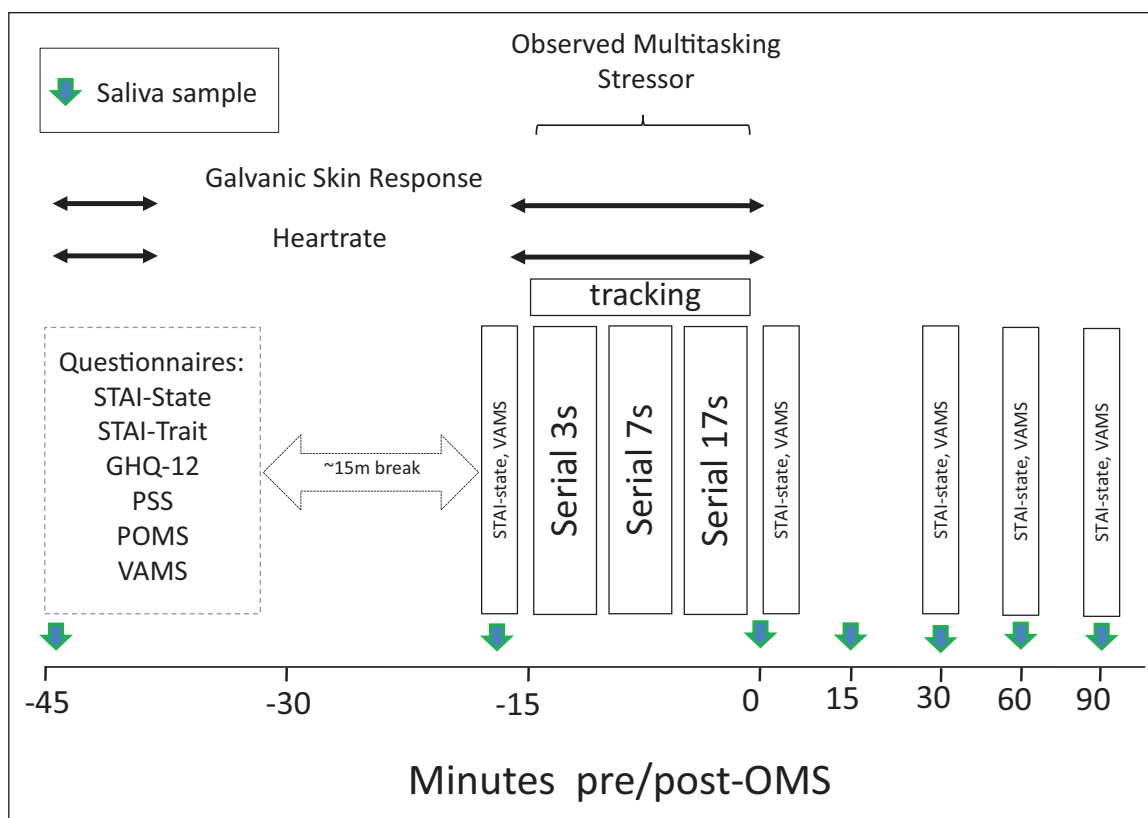 Observed Multitasking
Stressor
Saliva sample
Galvanic Skin Response
Heartrate
tracking
Questionnaires:
STAI-State
STAI-Trait
GHQ-12
PSS
POMS
VAMS
~15m break
STAI-state, VAMS
Serial 3s
Serial 7s
Serial 17s
STAI-state, VAMS
STAI-state, VAMS
STAI-state, VAMS
STAI-state, VAMS
-45 -30 -15 0 15 30 60 90
Minutes pre/post-OMS